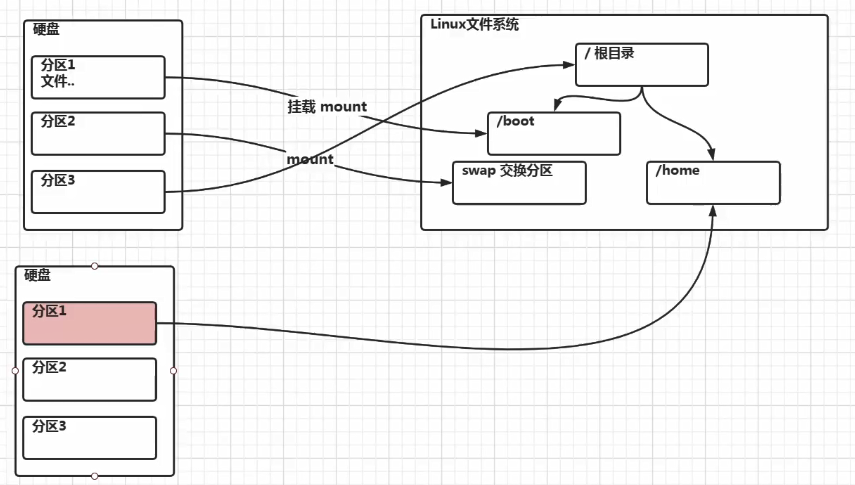 硬盘
分区1
文件..
分区2
分区3
挂载 mount
mount
Linux文件系统
/ 根目录
/boot
swap 交换分区
/home
硬盘
分区1
分区2
分区3